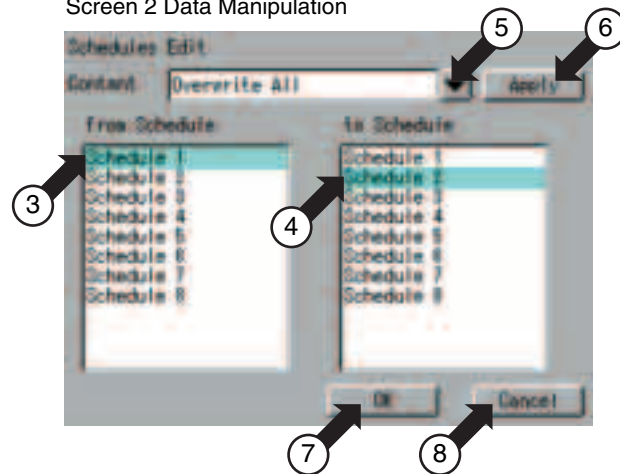 Screen 2 Data Manipulation
5
6
Schedules Edit
Content Overwrite All Apply
from Schedule to Schedule
3
4
Schedule 1
Schedule 2
Schedule 3
Schedule 4
Schedule 5
Schedule 6
Schedule 7
Schedule 8
Schedule 1
Schedule 2
Schedule 3
Schedule 4
Schedule 5
Schedule 6
Schedule 7
Schedule 8
OK Cancel
7
8